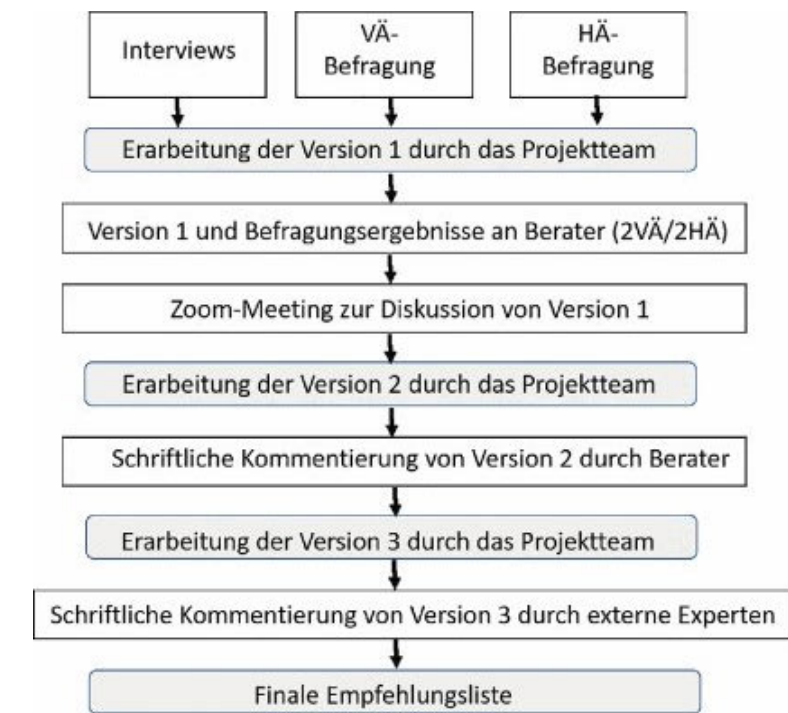 Interviews
VÄ-
Befragung
HÄ-
Befragung
Erarbeitung der Version 1 durch das Projektteam
Version 1 und Befragungsergebnisse an Berater (2VÄ/2HÄ)
Zoom-Meeting zur Diskussion von Version 1
Erarbeitung der Version 2 durch das Projektteam
Schriftliche Kommentierung von Version 2 durch Berater
Erarbeitung der Version 3 durch das Projektteam
Schriftliche Kommentierung von Version 3 durch externe Experten
Finale Empfehlungsliste